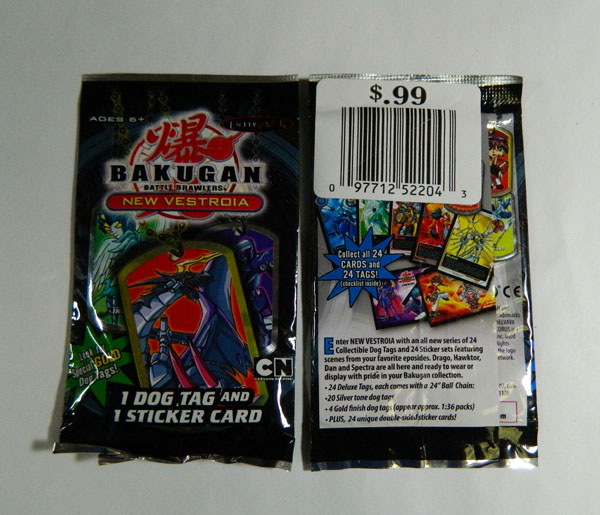 AGES 6+
爆
BAKUGAN
BATTLE BRAWLERS
NEW VESTROIA
Special GOLD
Dog Tags!
CN
CARTOON NETWORK
1 DOG TAG AND
1 STICKER CARD
$.99
0 97712 52204 3
Collect all 24
CARDS and
24 TAGS!
(checklist inside)
CE
Enter NEW VESTROIA with an all new series of 24
Collectible Dog Tags and 24 Sticker sets featuring
scenes from your favorite eposides. Drago, Hawktor,
Dan and Spectra are all here and ready to wear or
display with pride in your Bakugan collection.
• 24 Deluxe Tags, each comes with a 24" Ball Chain:
• 20 Silver tone dog tags
• 4 Gold finish dog tags (appear approx. 1:36 packs)
• PLUS, 24 unique double-sided sticker cards!